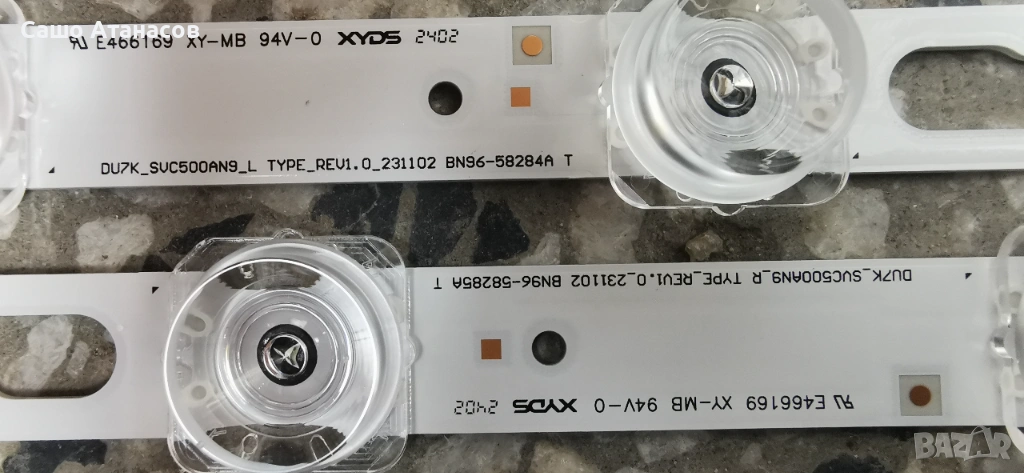 Сашо Атанасов
E466169 XY-MB 94V-0 XYDS 2402
DU7K_SVC500AN9_L TYPE_REV1.0_231102 BN96-58284A T
DU7K_SVC500AN9_R TYPE_REV1.0_231102 BN96-58285A T
E466169 XY-MB 94V-0 XYDS 2402
BAZAR